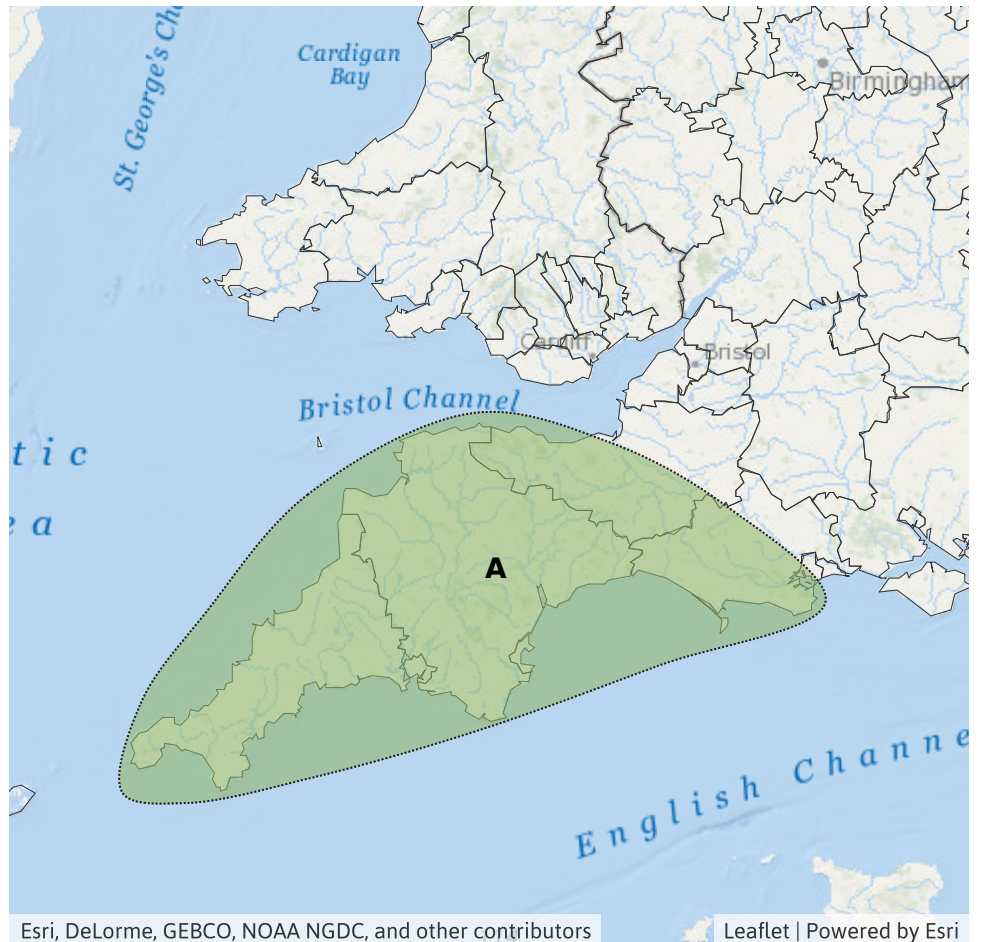 St. George's Cha
Cardigan
Bay
Birmingham
Cardiff
Bristol
Bristol Channel
tic
ea
A
English Channe
Esri, DeLorme, GEBCO, NOAA NGDC, and other contributors
Leaflet | Powered by Esri